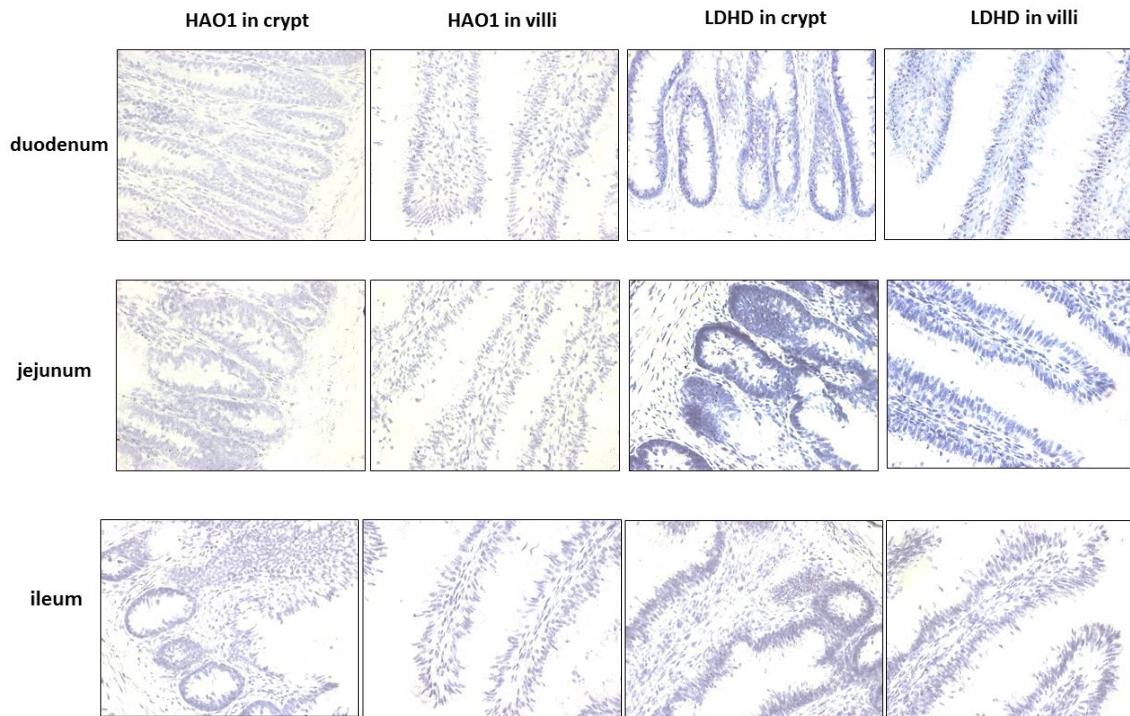 HAO1 in crypt HAO1 in villi LDHD in crypt LDHD in villi
duodenum
jejunum
ileum